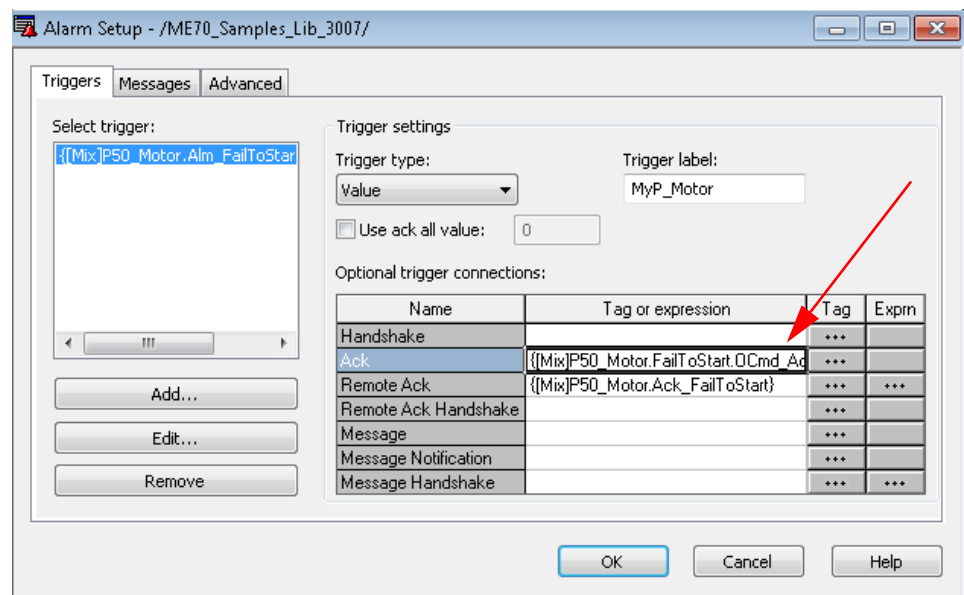 Alarm Setup - /ME70_Samples_Lib_3007/
Triggers Messages Advanced
Select trigger:
{[Mix]P50_Motor.Alm_FailToStar
Add...
Edit...
Remove
Trigger settings
Trigger type:
Value
Trigger label:
MyP_Motor
Use ack all value: 0
Optional trigger connections:
Name Tag or expression Tag Exprn
Handshake ...
Ack {[Mix]P50_Motor.FailToStart.OCmd_Ac ...
Remote Ack {[Mix]P50_Motor.Ack_FailToStart} ... ...
Remote Ack Handshake ...
Message ...
Message Notification ...
Message Handshake ... ...
OK Cancel Help